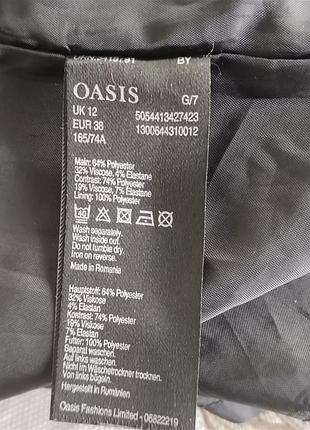 BY
OASIS
G/7
UK 12
5054413427423
EUR 38
1300644310012
165/74A
Main: 64% Polyester
32% Viscose, 4% Elastane
Contrast: 74% Polyester
19% Viscose, 7% Elastane
Lining: 100% Polyester
40
Wash separately.
Wash inside out.
Do not tumble dry.
Iron on reverse.
Made in Romania
Hauptstoff: 64% Polyester
32% Viskose
4% Elastan
Kontrast: 74% Polyester
19% Viskose
7% Elastan
Futter: 100% Polyester
Separat waschen.
Auf links waschen.
Nicht im Wäschetrockner trocknen.
Von links bügeln.
Hergestellt in Rumänien
Oasis Fashions Limited - 06822219